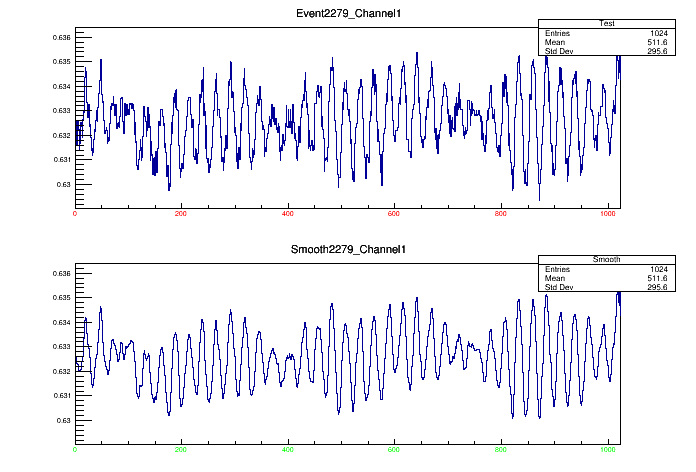 Event2279_Channel1
Test
Entries 1024
Mean 511.6
Std Dev 295.6
0.636
0.635
0.634
0.633
0.632
0.631
0.63
0 200 400 600 800 1000
Smooth2279_Channel1
Smooth
Entries 1024
Mean 511.6
Std Dev 295.6
0.636
0.635
0.634
0.633
0.632
0.631
0.63
0 200 400 600 800 1000